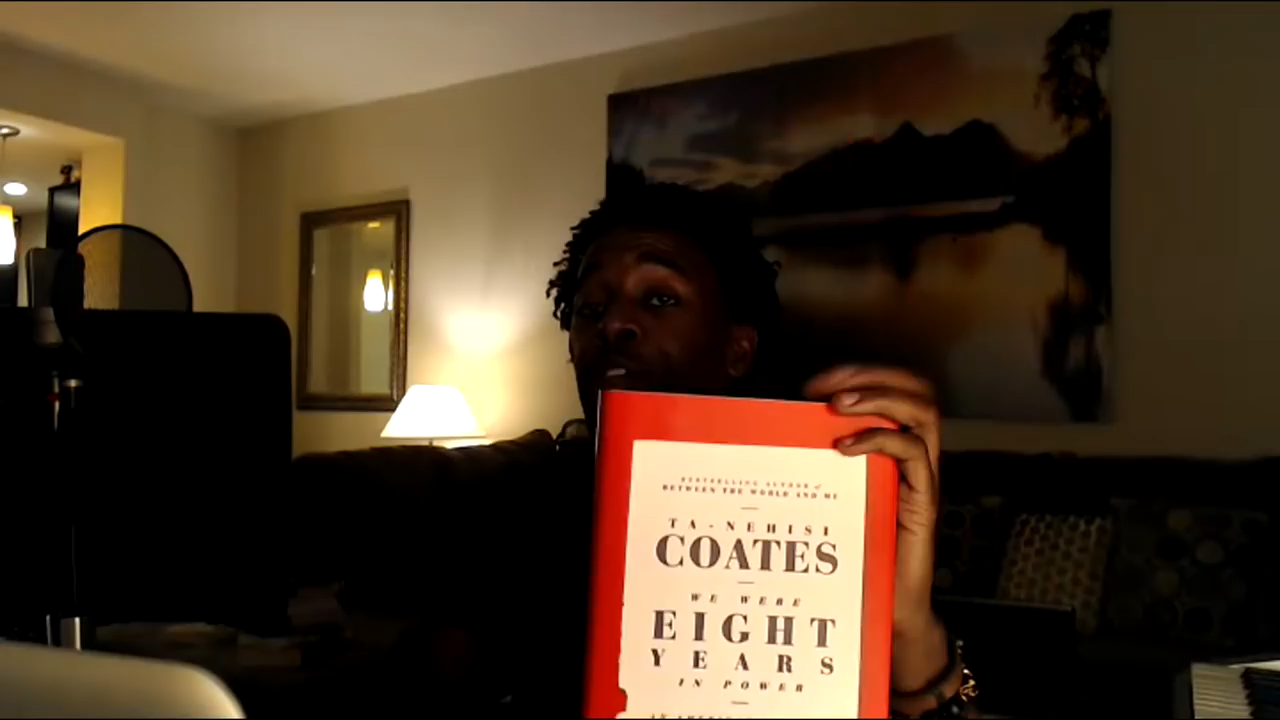 BESTSELLING AUTHOR of
BETWEEN THE WORLD AND ME
TA-NEHISI
COATES
WE WERE
EIGHT
YEARS
IN POWER